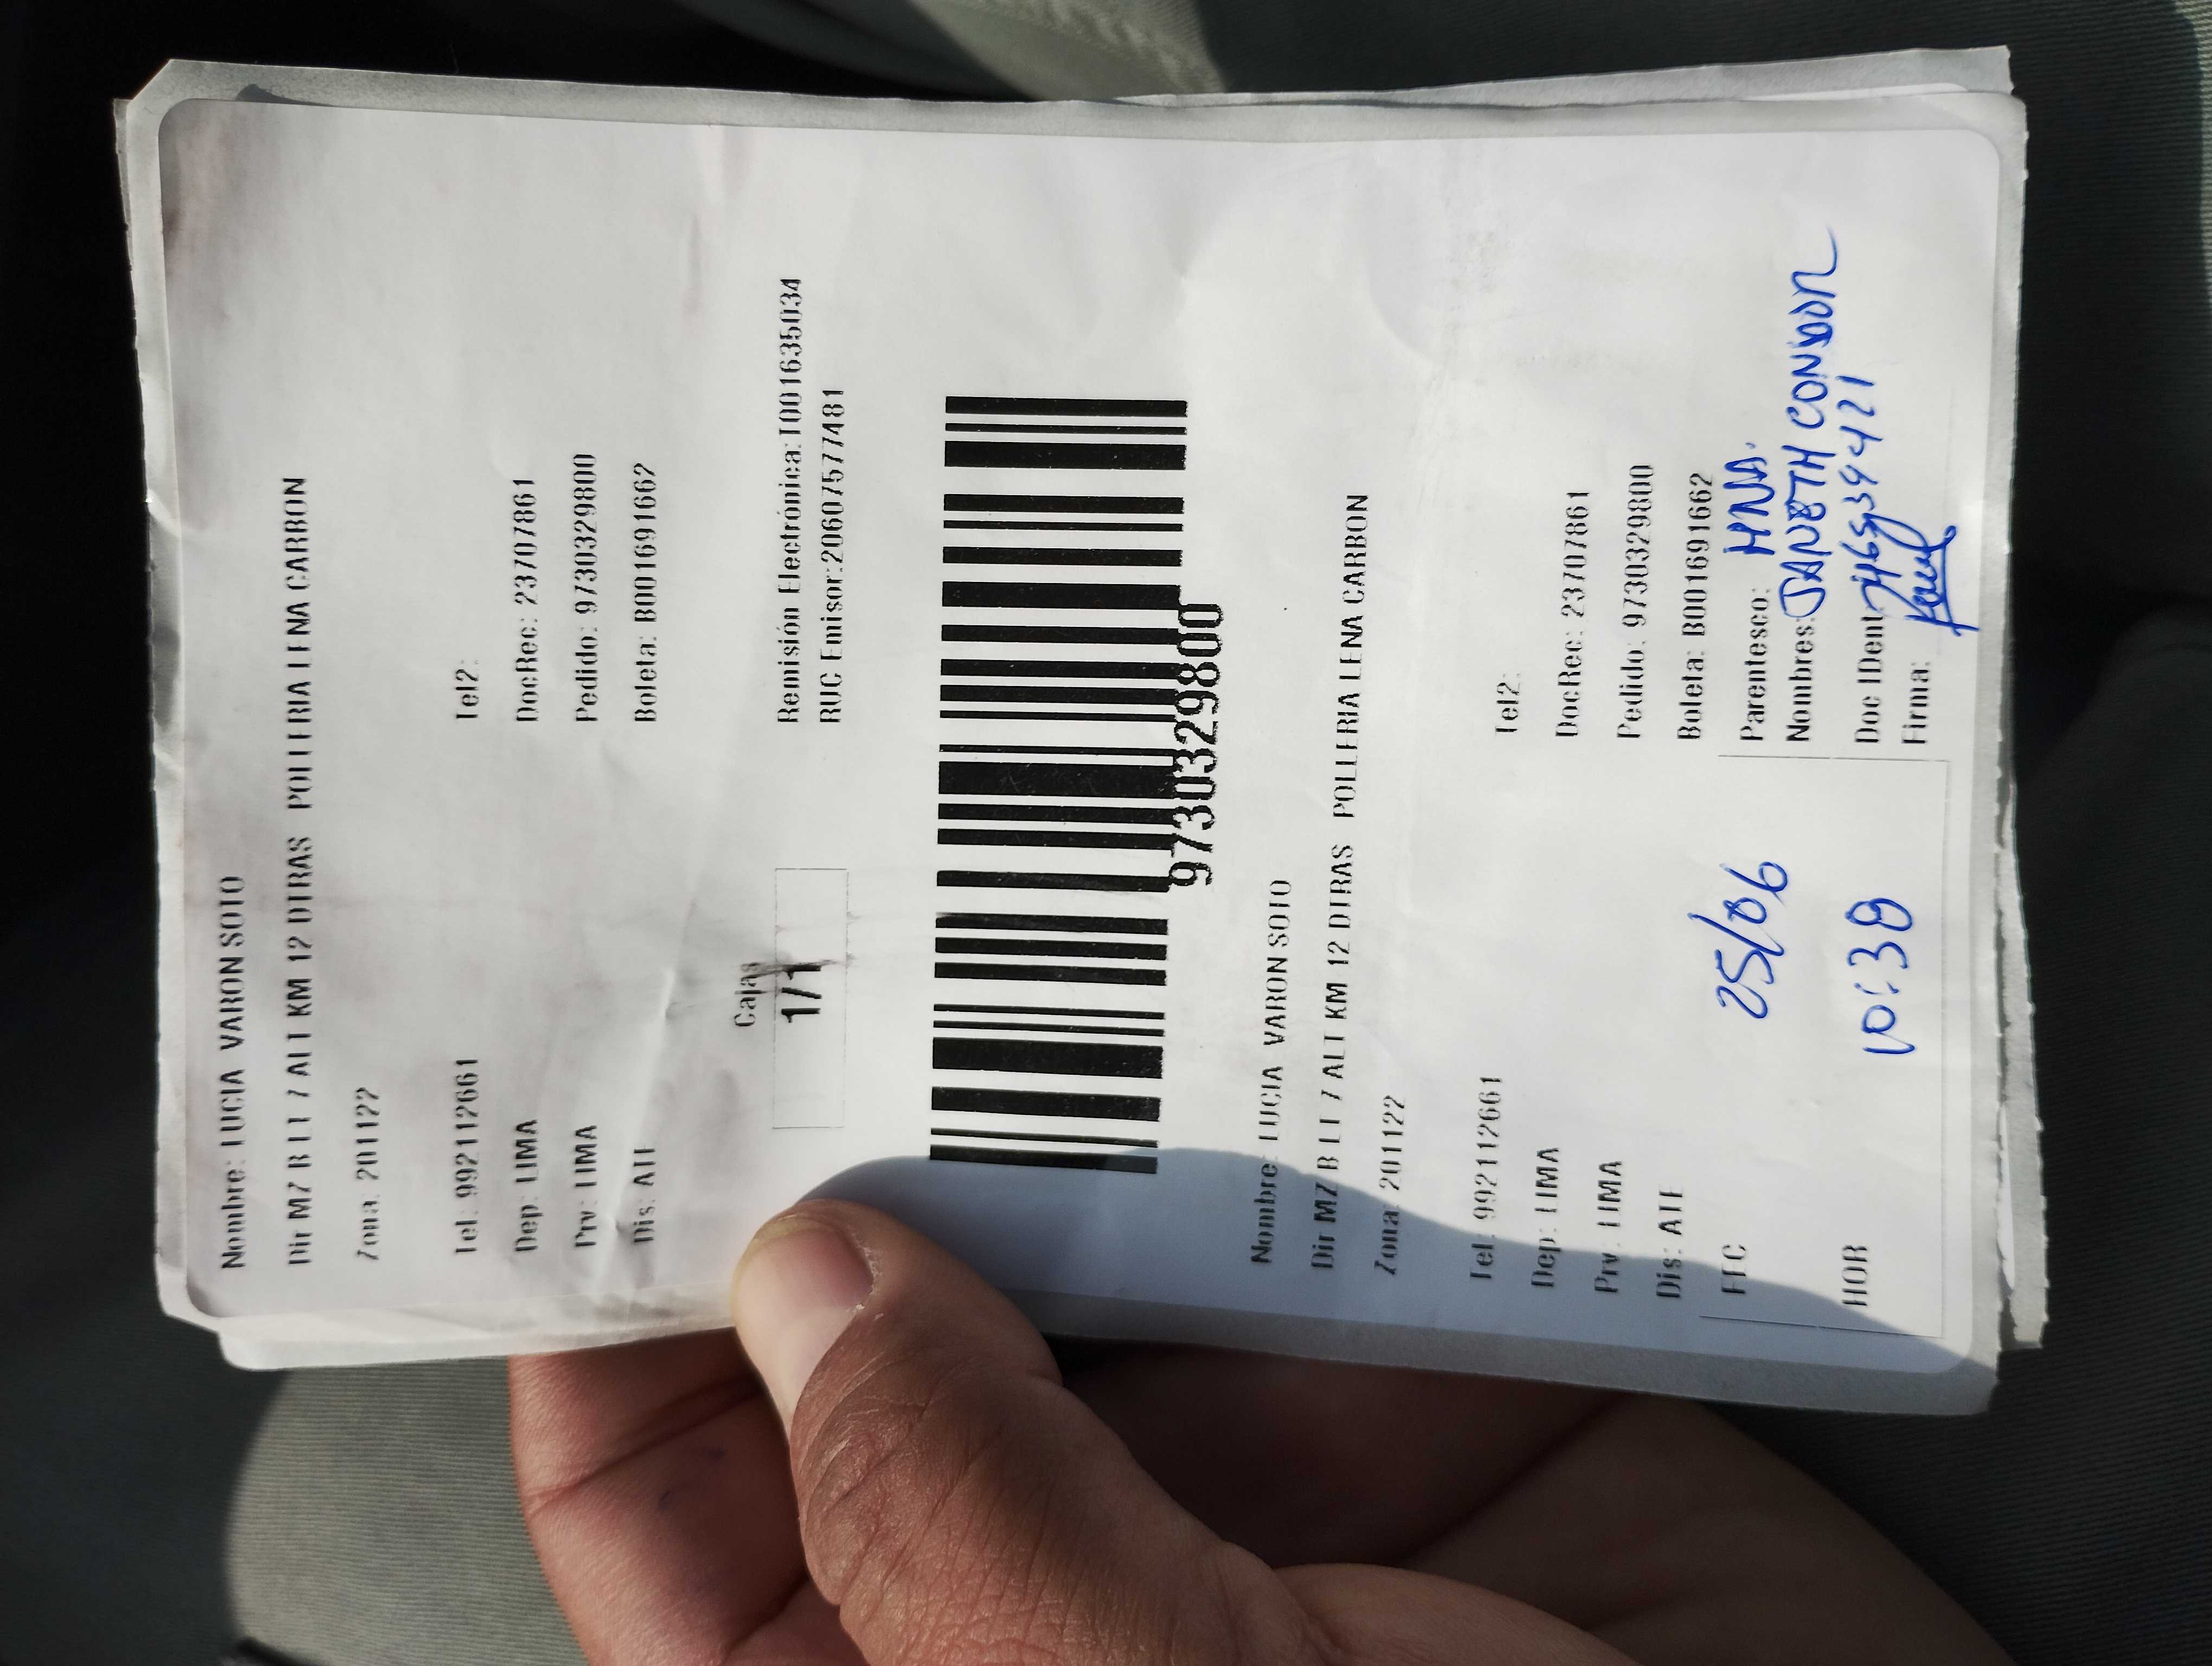 Nombre: LUCIA VARON SOTO
Dir MZ B LT 7 ALT KM 12 DTRAS POLLERIA LENA CARBON
Zona: 201122
Tel: 992112661 Tel2:
Dep: LIMA DocRec: 23707861
Prv: LIMA Pedido: 9730329800
Dis: ATE Boleta: B001691662
Cajas
1/1
Remisión Electrónica:T001635034
RUC Emisor:20607577481
9730329800
Nombre: LUCIA VARON SOTO
Dir MZ B LT 7 ALT KM 12 DTRAS POLLERIA LENA CARBON
Zona: 201122
Tel: 992112661 Tel2:
Dep: LIMA DocRec: 23707861
Prv: LIMA Pedido: 9730329800
Dis: ATE Boleta: B001691662
FEC 25/06 Parentesco: HNA.
Nombres: JANETH CONDORI
HOR 10:38 Doc IDent
Firma: